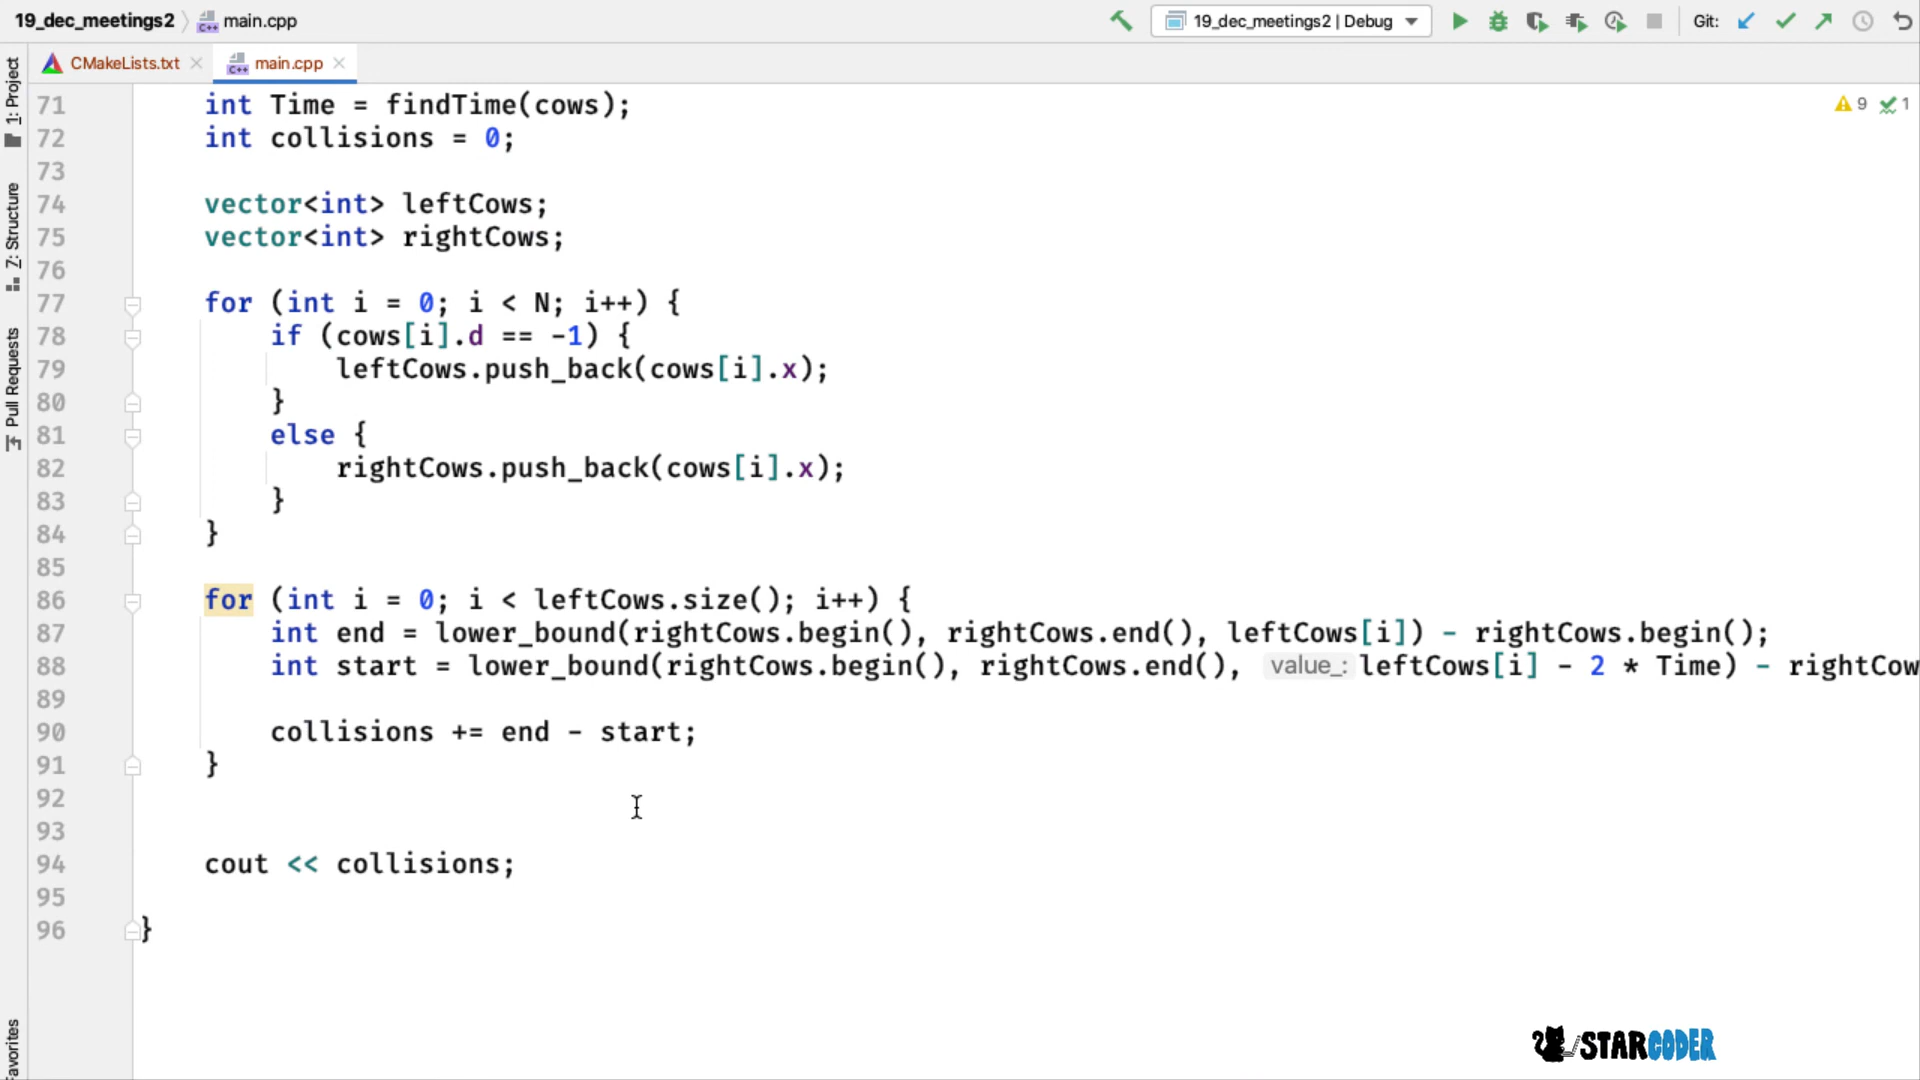 19_dec_meetings2 main.cpp 19_dec_meetings2 | Debug Git:
CMakeLists.txt main.cpp
1: Project
Z: Structure
Pull Requests
avorites
9 1
71 int Time = findTime(cows);
72 int collisions = 0;
73
74 vector<int> leftCows;
75 vector<int> rightCows;
76
77 for (int i = 0; i < N; i++) {
78 if (cows[i].d == -1) {
79 leftCows.push_back(cows[i].x);
80 }
81 else {
82 rightCows.push_back(cows[i].x);
83 }
84 }
85
86 for (int i = 0; i < leftCows.size(); i++) {
87 int end = lower_bound(rightCows.begin(), rightCows.end(), leftCows[i]) - rightCows.begin();
88 int start = lower_bound(rightCows.begin(), rightCows.end(), value_: leftCows[i] - 2 * Time) - rightCow
89
90 collisions += end - start;
91 }
92
93
94 cout << collisions;
95
96 }
STARCODER